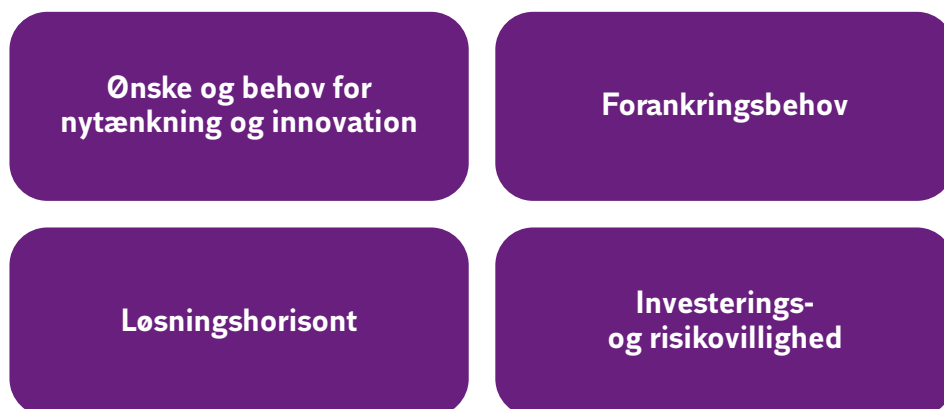 Ønske og behov for
nytænkning og innovation
Forankringsbehov
Løsningshorisont
Investerings-
og risikovillighed